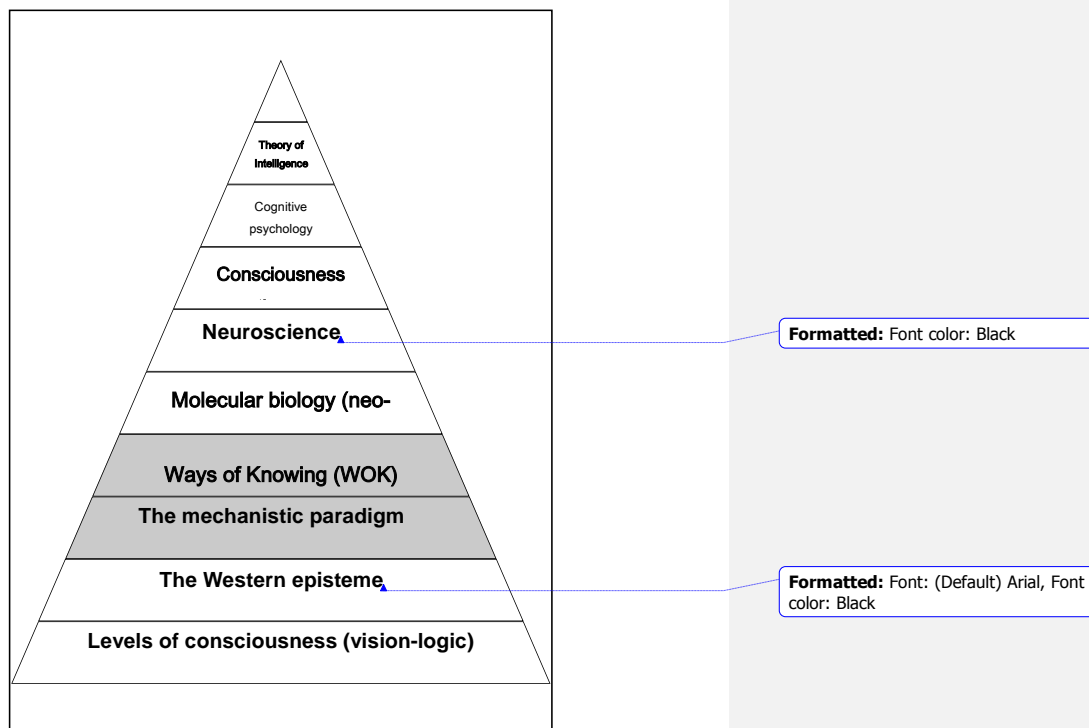 Theory of
Intelligence
Cognitive
psychology
Consciousness
Neuroscience
Formatted: Font color: Black
Molecular biology (neo-
Ways of Knowing (WOK)
The mechanistic paradigm
The Western episteme
Formatted: Font: (Default) Arial, Font
color: Black
Levels of consciousness (vision-logic)